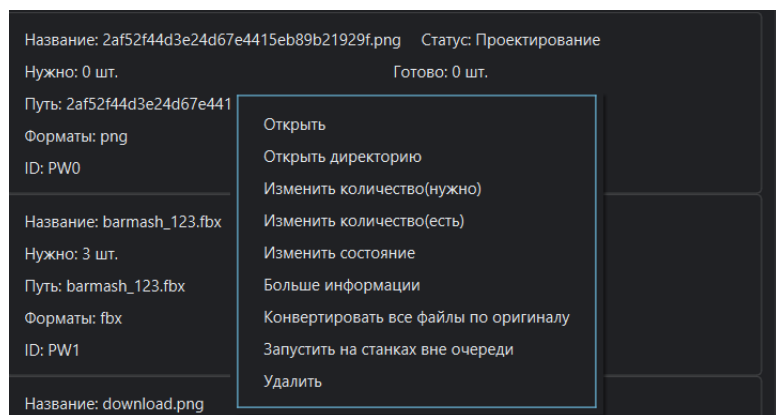 Название: 2af52f44d3e24d67e4415eb89b21929f.png Статус: Проектирование
Нужно: 0 шт. Готово: 0 шт.
Путь: 2af52f44d3e24d67e441
Форматы: png
ID: PW0
Открыть
Открыть директорию
Изменить количество(нужно)
Изменить количество(есть)
Изменить состояние
Больше информации
Конвертировать все файлы по оригиналу
Запустить на станках вне очереди
Удалить
Название: barmash_123.fbx
Нужно: 3 шт.
Путь: barmash_123.fbx
Форматы: fbx
ID: PW1
Название: download.png